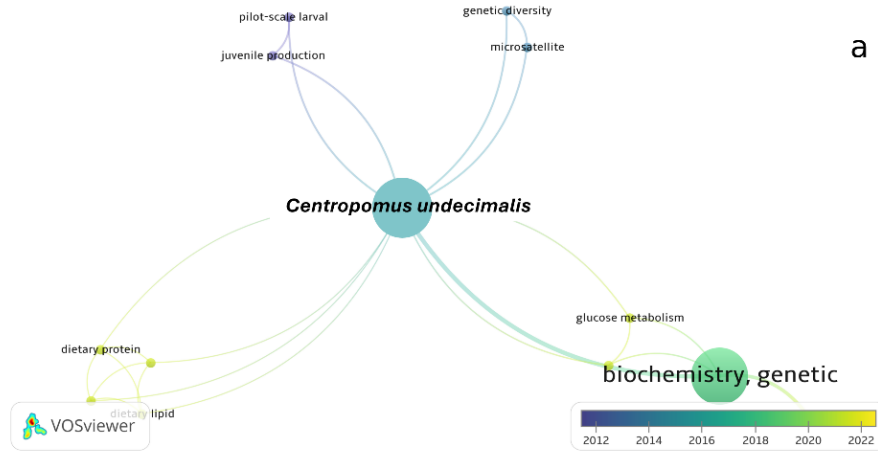 pilot-scale larval
genetic diversity
juvenile production
microsatellite
a
Centropomus undecimalis
glucose metabolism
dietary protein
biochemistry, genetic
dietary lipid
VOSviewer
2012 2014 2016 2018 2020 2022